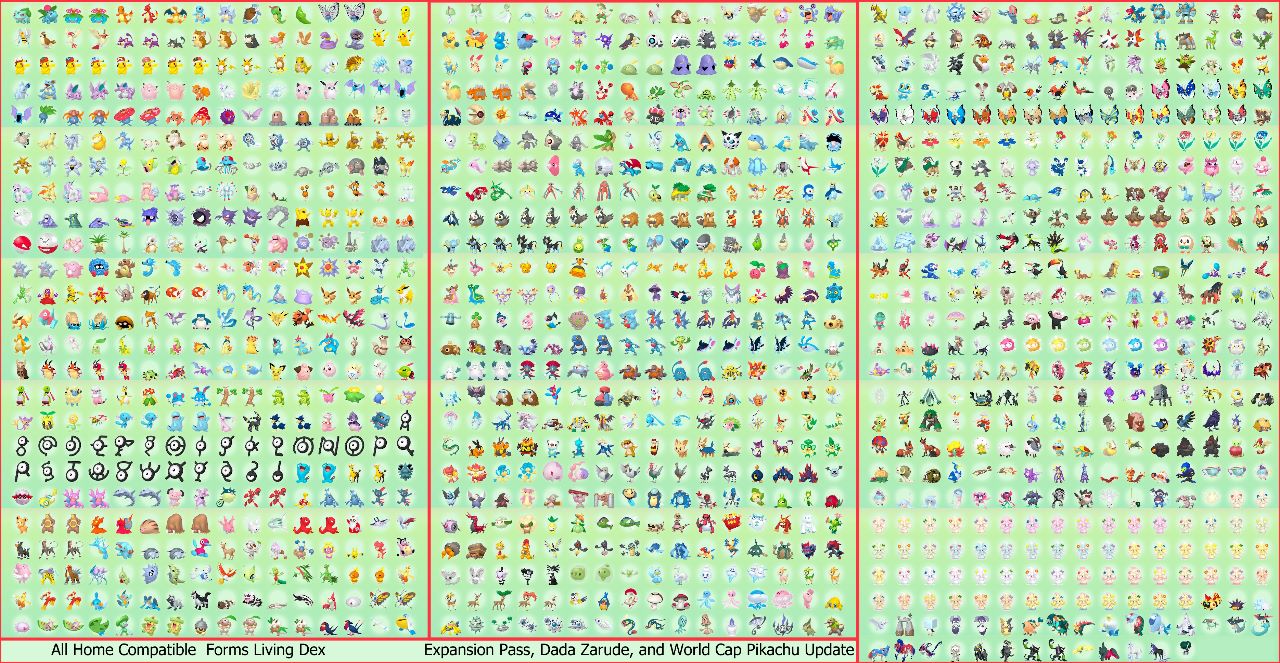 All Home Compatible Forms Living Dex
Expansion Pass, Dada Zarude, and World Cap Pikachu Update